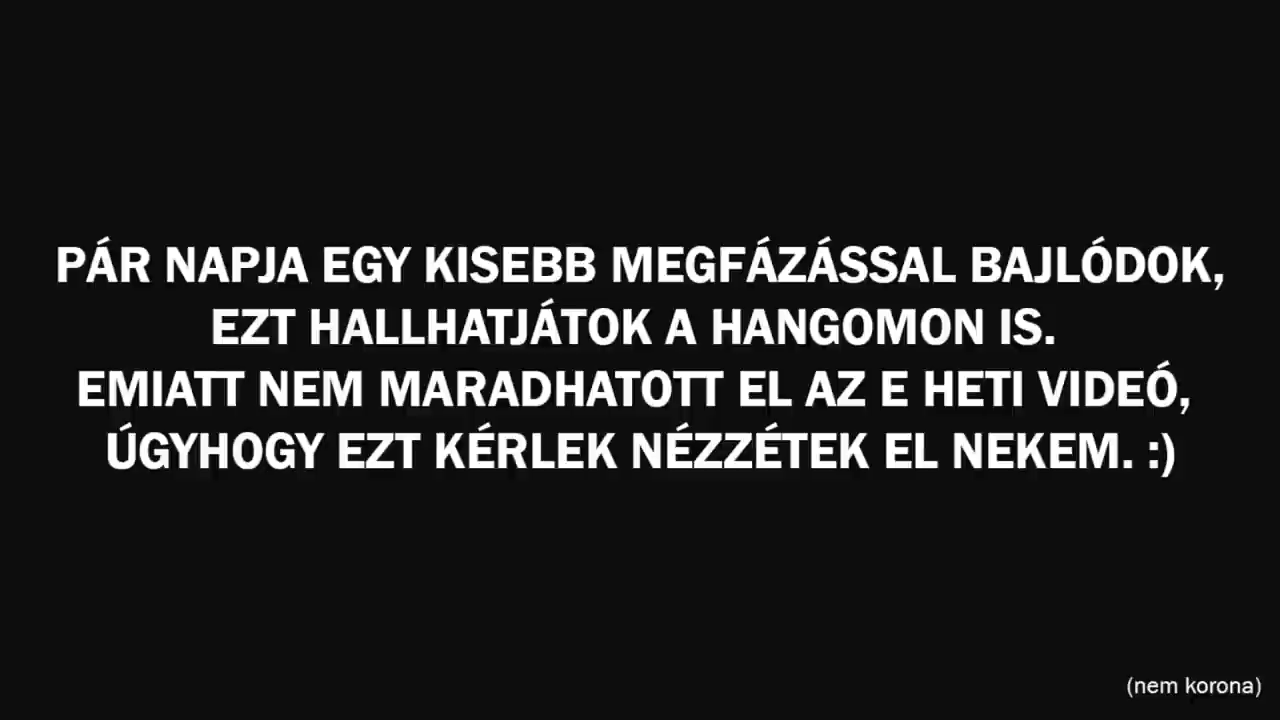 PÁR NAPJA EGY KISEBB MEGFÁZÁSSAL BAJLÓDOK,
EZT HALLHATJÁTOK A HANGOMON IS.
EMIATT NEM MARADHATOTT EL AZ E HETI VIDEÓ,
ÚGYHOGY EZT KÉRLEK NÉZZÉTEK EL NEKEM. :)
(nem korona)